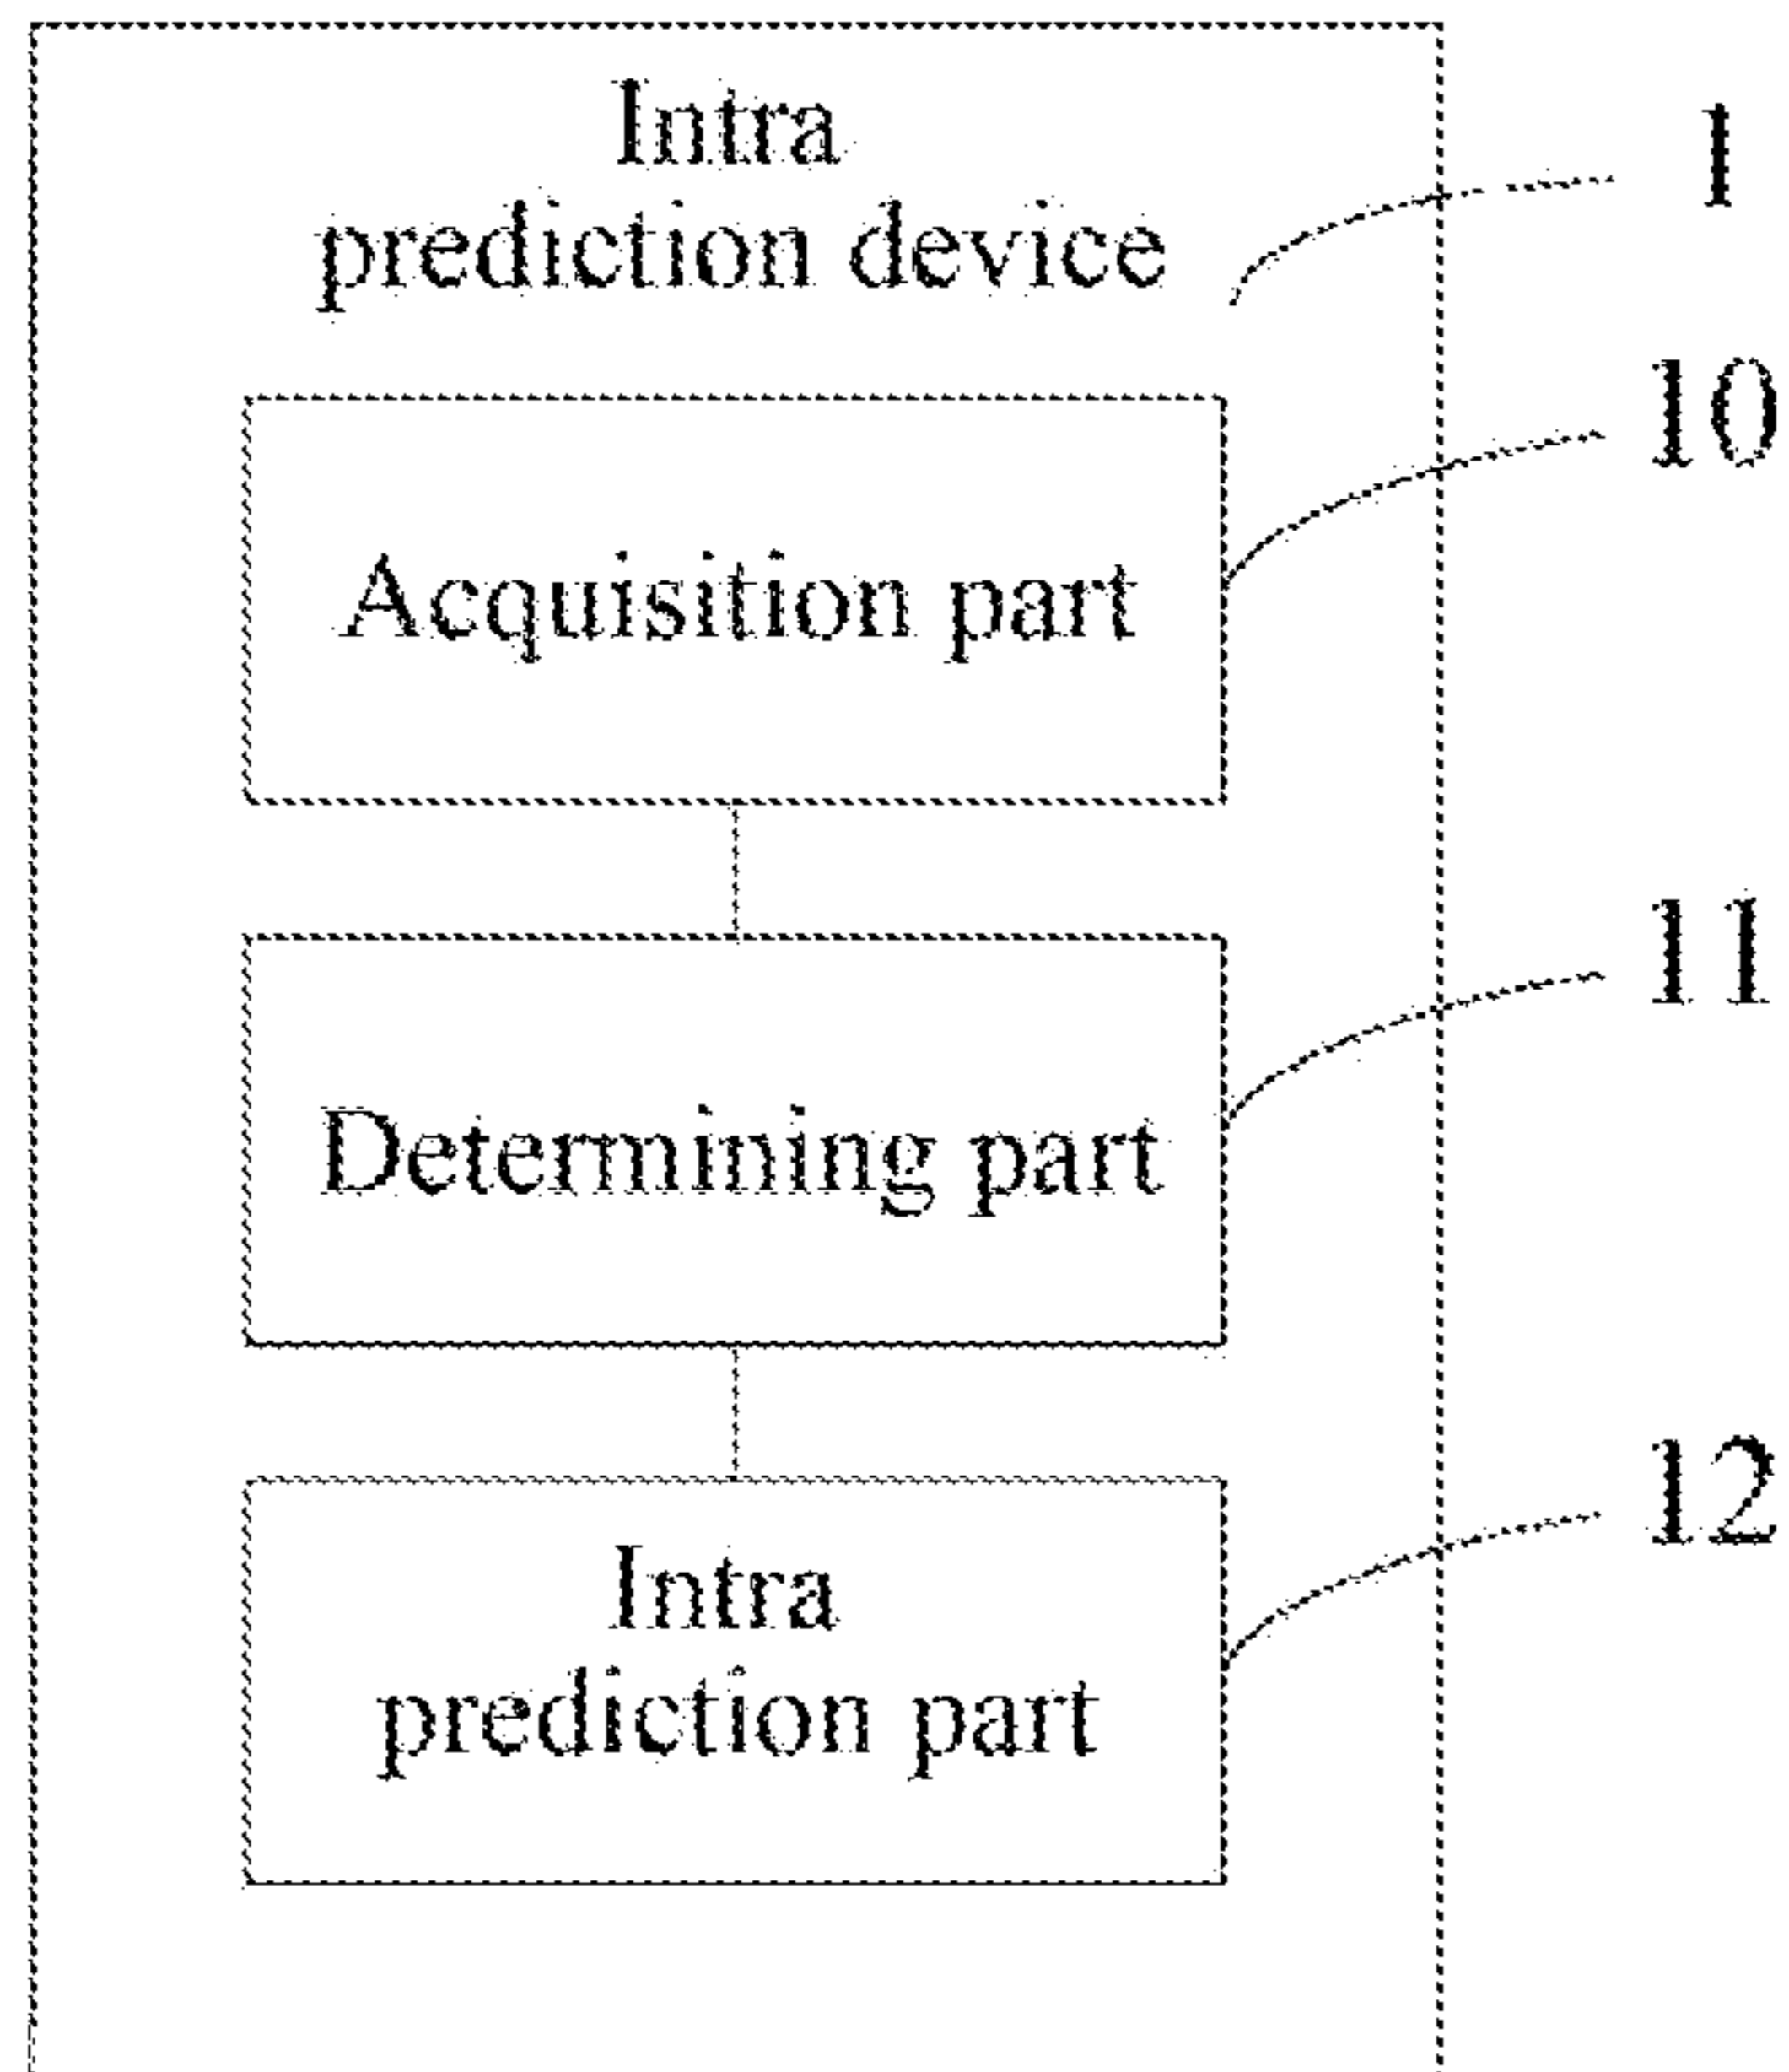 Intra
prediction device
1
10
Acquisition part
11
Determining part
12
Intra
prediction part